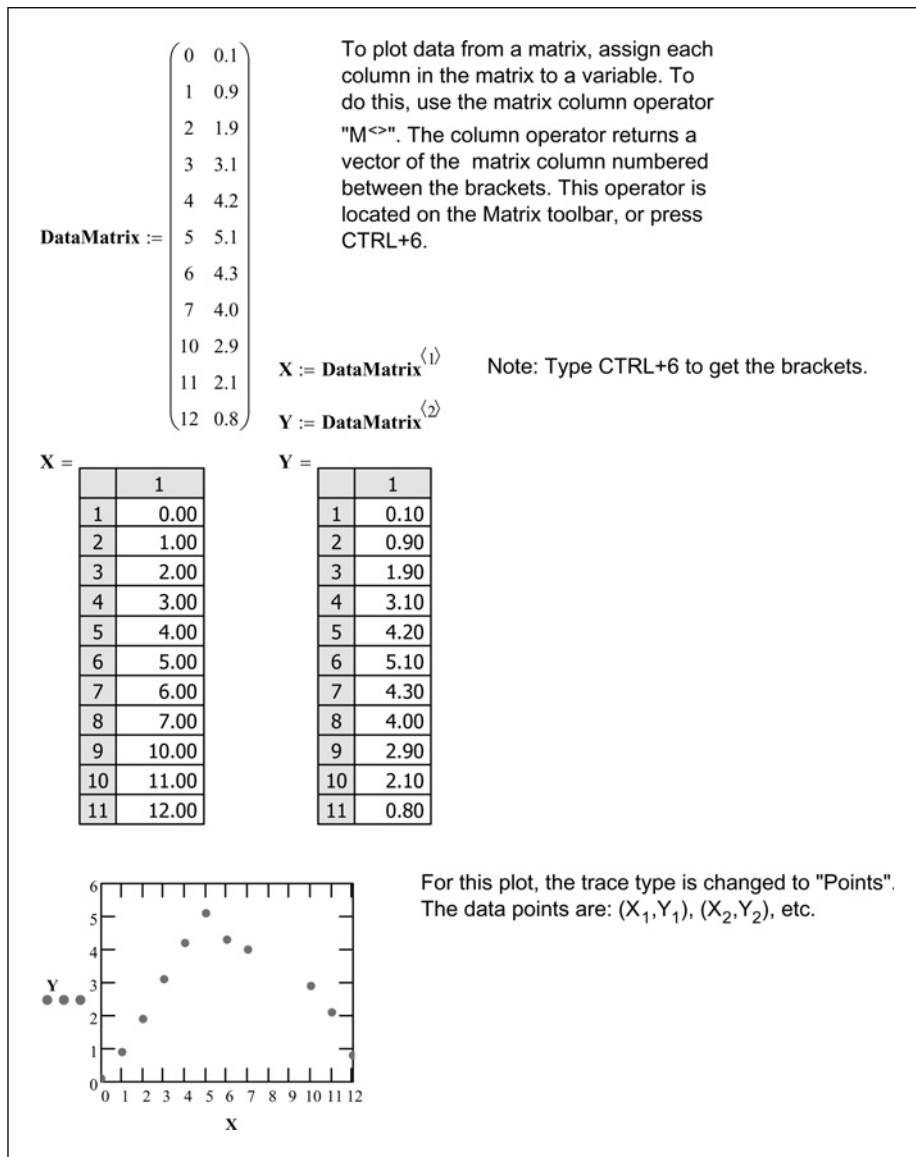 0 0.1
1 0.9
2 1.9
3 3.1
4 4.2
DataMatrix := 5 5.1
6 4.3
7 4.0
10 2.9
11 2.1
12 0.8
To plot data from a matrix, assign each
column in the matrix to a variable. To
do this, use the matrix column operator
"M<>". The column operator returns a
vector of the matrix column numbered
between the brackets. This operator is
located on the Matrix toolbar, or press
CTRL+6.
X := DataMatrix⟨1⟩
Note: Type CTRL+6 to get the brackets.
Y := DataMatrix⟨2⟩
X =
1
1 0.00
2 1.00
3 2.00
4 3.00
5 4.00
6 5.00
7 6.00
8 7.00
9 10.00
10 11.00
11 12.00
Y =
1
1 0.10
2 0.90
3 1.90
4 3.10
5 4.20
6 5.10
7 4.30
8 4.00
9 2.90
10 2.10
11 0.80
6
5
4
3
2
1
0
Y
0 1 2 3 4 5 6 7 8 9 10 11 12
X
For this plot, the trace type is changed to "Points".
The data points are: (X1,Y1), (X2,Y2), etc.